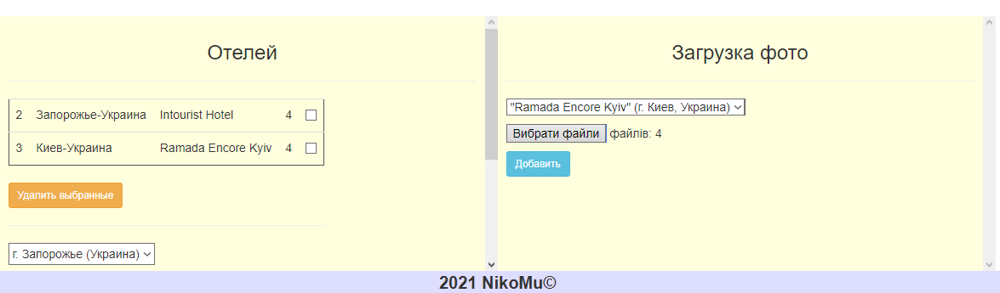 Отелей
2 Запорожье-Украина Intourist Hotel 4
3 Киев-Украина Ramada Encore Kyiv 4
Удалить выбранные
г. Запорожье (Украина)
Загрузка фото
"Ramada Encore Kyiv" (г. Киев, Украина)
Вибрати файли файлів: 4
Добавить
2021 NikoMu©